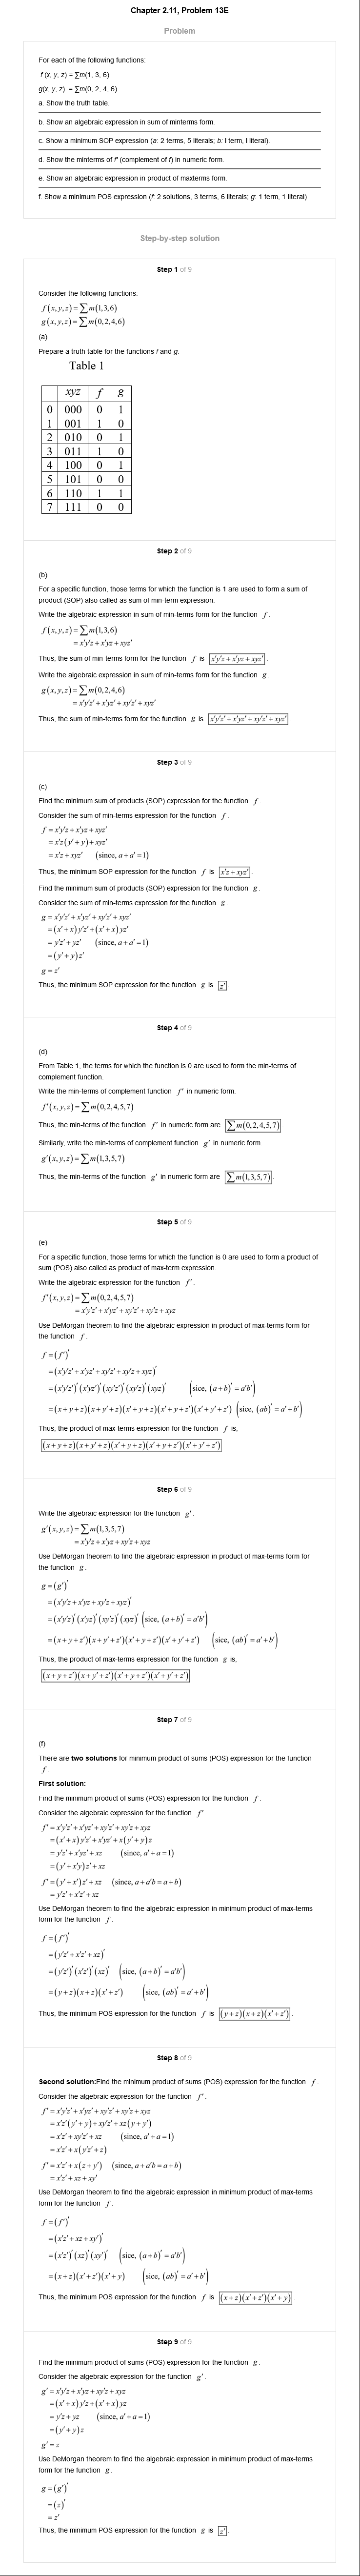 Chapter 2.11, Problem 13E
Problem
For each of the following functions:
f (x, y, z) = ∑m(1, 3, 6)
g(x, y, z) = ∑m(0, 2, 4, 6)
a. Show the truth table.
b. Show an algebraic expression in sum of minterms form.
c. Show a minimum SOP expression (a: 2 terms, 5 literals; b: l term, l literal).
d. Show the minterms of f' (complement of f) in numeric form.
e. Show an algebraic expression in product of maxterms form.
f. Show a minimum POS expression (f: 2 solutions, 3 terms, 6 literals; g: 1 term, 1 literal)
Step-by-step solution
Step 1 of 9
Consider the following functions:
f(x,y,z)=∑m(1,3,6)
g(x,y,z)=∑m(0,2,4,6)
(a)
Prepare a truth table for the functions f and g.
Table 1
xyz f g
0 000 0 1
1 001 1 0
2 010 0 1
3 011 1 0
4 100 0 1
5 101 0 0
6 110 1 1
7 111 0 0
Step 2 of 9
(b)
For a specific function, those terms for which the function is 1 are used to form a sum of
product (SOP) also called as sum of min-term expression.
Write the algebraic expression in sum of min-terms form for the function f.
f(x,y,z)=∑m(1,3,6)
=x'y'z+x'yz+xyz'
Thus, the sum of min-terms form for the function f is x'y'z+x'yz+xyz'.
Write the algebraic expression in sum of min-terms form for the function g.
g(x,y,z)=∑m(0,2,4,6)
=x'y'z'+x'yz'+xy'z'+xyz'
Thus, the sum of min-terms form for the function g is x'y'z'+x'yz'+xy'z'+xyz'.
Step 3 of 9
(c)
Find the minimum sum of products (SOP) expression for the function f.
Consider the sum of min-terms expression for the function f.
f=x'y'z+x'yz+xyz'
=x'z(y'+y)+xyz'
=x'z+xyz' (since, a+a'=1)
Thus, the minimum SOP expression for the function f is x'z+xyz'.
Find the minimum sum of products (SOP) expression for the function g.
Consider the sum of min-terms expression for the function g.
g=x'y'z'+x'yz'+xy'z'+xyz'
=(x'+x)y'z'+(x'+x)yz'
=y'z'+yz' (since, a+a'=1)
=(y'+y)z'
g=z'
Thus, the minimum SOP expression for the function g is z'.
Step 4 of 9
(d)
From Table 1, the terms for which the function is 0 are used to form the min-terms of
complement function.
Write the min-terms of complement function f' in numeric form.
f'(x,y,z)=∑m(0,2,4,5,7)
Thus, the min-terms of the function f' in numeric form are ∑m(0,2,4,5,7).
Similarly, write the min-terms of complement function g' in numeric form.
g'(x,y,z)=∑m(1,3,5,7)
Thus, the min-terms of the function g' in numeric form are ∑m(1,3,5,7).
Step 5 of 9
(e)
For a specific function, those terms for which the function is 0 are used to form a product of
sum (POS) also called as product of max-term expression.
Write the algebraic expression for the function f'.
f'(x,y,z)=∑m(0,2,4,5,7)
=x'y'z'+x'yz'+xy'z'+xy'z+xyz
Use DeMorgan theorem to find the algebraic expression in product of max-terms form for
the function f.
f=(f')'
=(x'y'z'+x'yz'+xy'z'+xy'z+xyz)'
=(x'y'z')'(x'yz')'(xy'z')'(xy'z)'(xyz)' (sice, (a+b)'=a'b')
=(x+y+z)(x+y'+z)(x'+y+z)(x'+y+z')(x'+y'+z') (sice, (ab)'=a'+b')
Thus, the product of max-terms expression for the function f is,
(x+y+z)(x+y'+z)(x'+y+z)(x'+y+z')(x'+y'+z')
Step 6 of 9
Write the algebraic expression for the function g'.
g'(x,y,z)=∑m(1,3,5,7)
=x'y'z+x'yz+xy'z+xyz
Use DeMorgan theorem to find the algebraic expression in product of max-terms form for
the function g.
g=(g')'
=(x'y'z+x'yz+xy'z+xyz)'
=(x'y'z)'(x'yz)'(xy'z)'(xyz)' (sice, (a+b)'=a'b')
=(x+y+z')(x+y'+z')(x'+y+z')(x'+y'+z') (sice, (ab)'=a'+b')
Thus, the product of max-terms expression for the function g is,
(x+y+z')(x+y'+z')(x'+y+z')(x'+y'+z')
Step 7 of 9
(f)
There are two solutions for minimum product of sums (POS) expression for the function
f.
First solution:
Find the minimum product of sums (POS) expression for the function f.
Consider the algebraic expression for the function f'.
f'=x'y'z'+x'yz'+xy'z'+xy'z+xyz
=(x'+x)y'z'+x'yz'+x(y'+y)z
=y'z'+x'yz'+xz (since, a'+a=1)
=(y'+x'y)z'+xz
f'=(y'+x')z'+xz (since, a+a'b=a+b)
=y'z'+x'z'+xz
Use DeMorgan theorem to find the algebraic expression in minimum product of max-terms
form for the function f.
f=(f')'
=(y'z'+x'z'+xz)'
=(y'z')'(x'z')'(xz)' (sice, (a+b)'=a'b')
=(y+z)(x+z)(x'+z') (sice, (ab)'=a'+b')
Thus, the minimum POS expression for the function f is (y+z)(x+z)(x'+z').
Step 8 of 9
Second solution:Find the minimum product of sums (POS) expression for the function f.
Consider the algebraic expression for the function f'.
f'=x'y'z'+x'yz'+xy'z'+xy'z+xyz
=x'z'(y'+y)+xy'z'+xz(y+y')
=x'z'+xy'z'+xz (since, a'+a=1)
=x'z'+x(y'z'+z)
f'=x'z'+x(z+y') (since, a+a'b=a+b)
=x'z'+xz+xy'
Use DeMorgan theorem to find the algebraic expression in minimum product of max-terms
form for the function f.
f=(f')'
=(x'z'+xz+xy')'
=(x'z')'(xz)'(xy')' (sice, (a+b)'=a'b')
=(x+z)(x'+z')(x'+y) (sice, (ab)'=a'+b')
Thus, the minimum POS expression for the function f is (x+z)(x'+z')(x'+y).
Step 9 of 9
Find the minimum product of sums (POS) expression for the function g.
Consider the algebraic expression for the function g'.
g'=x'y'z+x'yz+xy'z+xyz
=(x'+x)y'z+(x'+x)yz
=y'z+yz (since, a'+a=1)
=(y'+y)z
g'=z
Use DeMorgan theorem to find the algebraic expression in minimum product of max-terms
form for the function g.
g=(g')'
=(z)'
=z'
Thus, the minimum POS expression for the function g is z'.